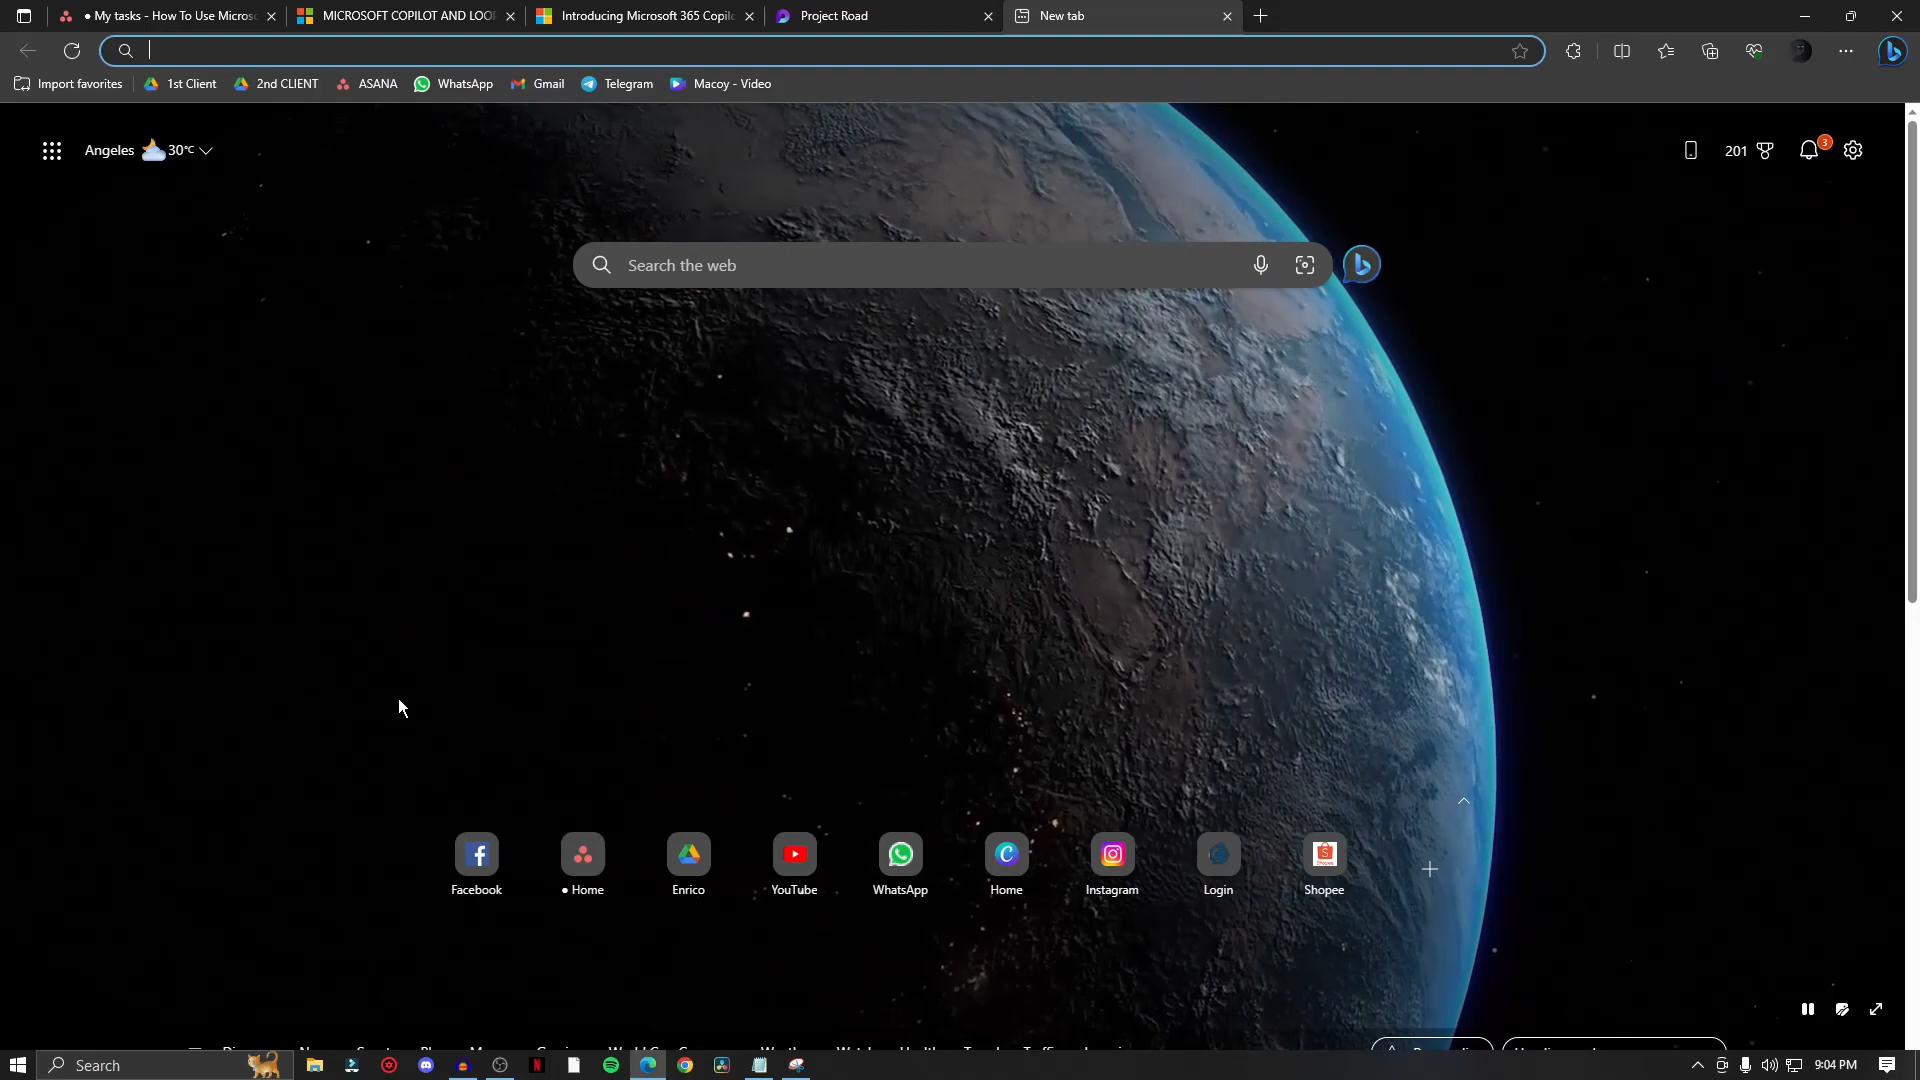 • My tasks - How To Use Microso
MICROSOFT COPILOT AND LOO
Introducing Microsoft 365 Copilo
Project Road
New tab
Import favorites
1st Client
2nd CLIENT
ASANA
WhatsApp
Gmail
Telegram
Macoy - Video
Angeles
30°C
201
3
Search the web
Facebook
• Home
Enrico
YouTube
WhatsApp
Home
Instagram
Login
Shopee
Search
9:04 PM